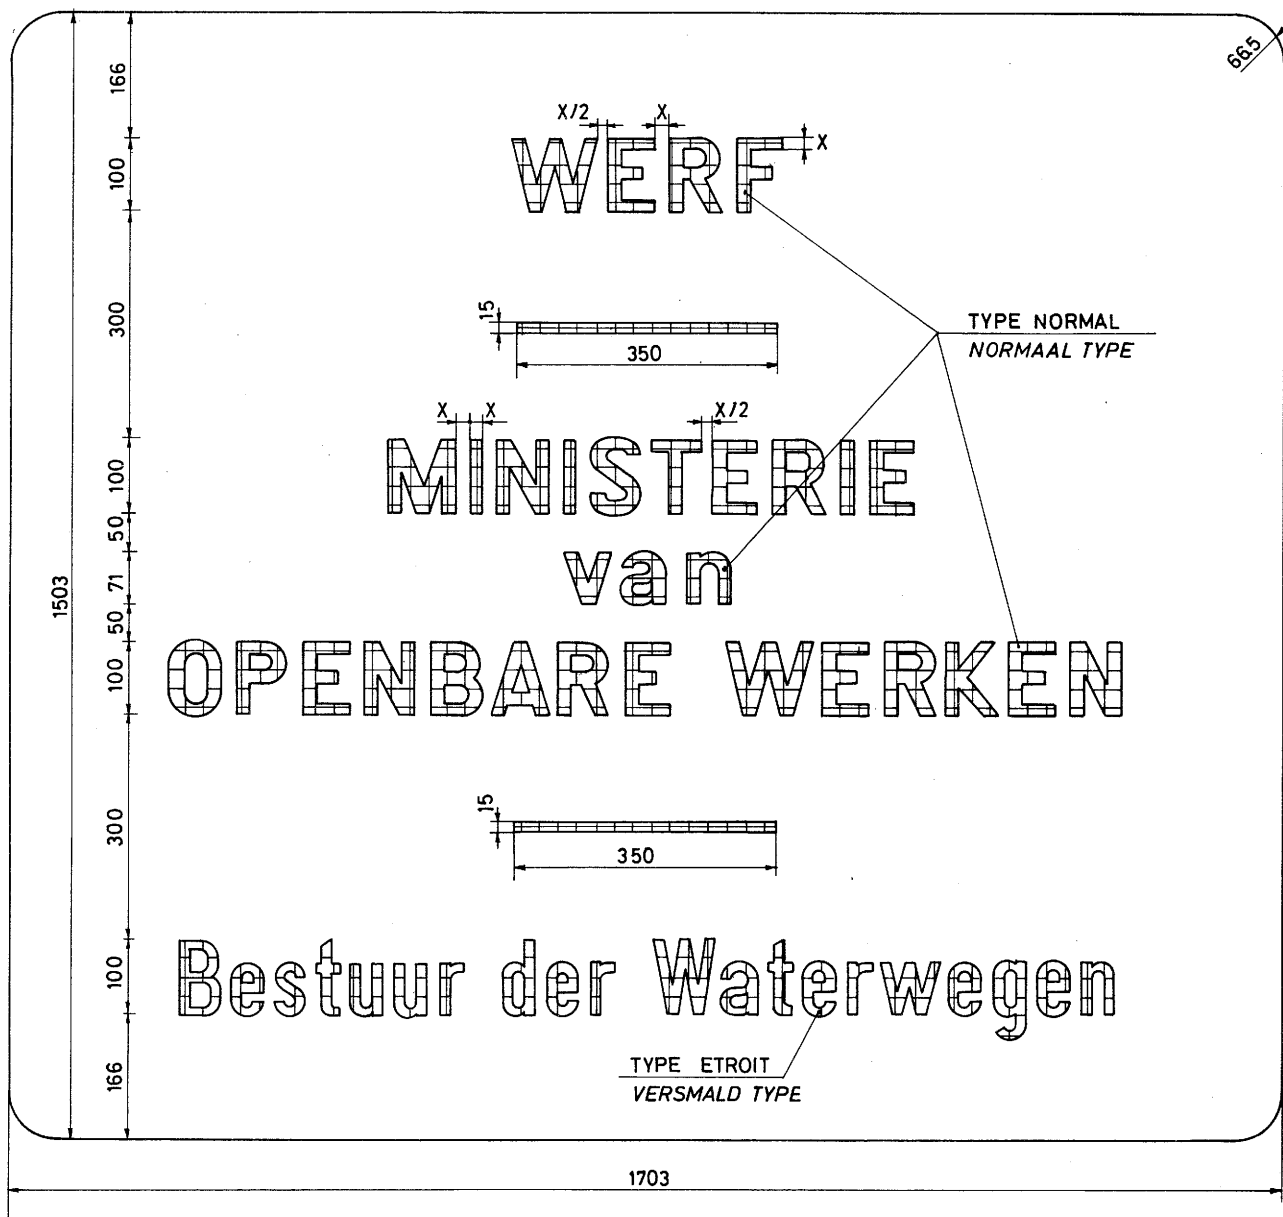 166
66.5
X/2 X
WERF
X
100
300
15
350
TYPE NORMAL
NORMAAL TYPE
X X X/2
MINISTERIE
100
50
van
71
1503
50
OPENBARE WERKEN
100
300
15
350
Bestuur der Waterwegen
100
166
TYPE ETROIT
VERSMALD TYPE
1703